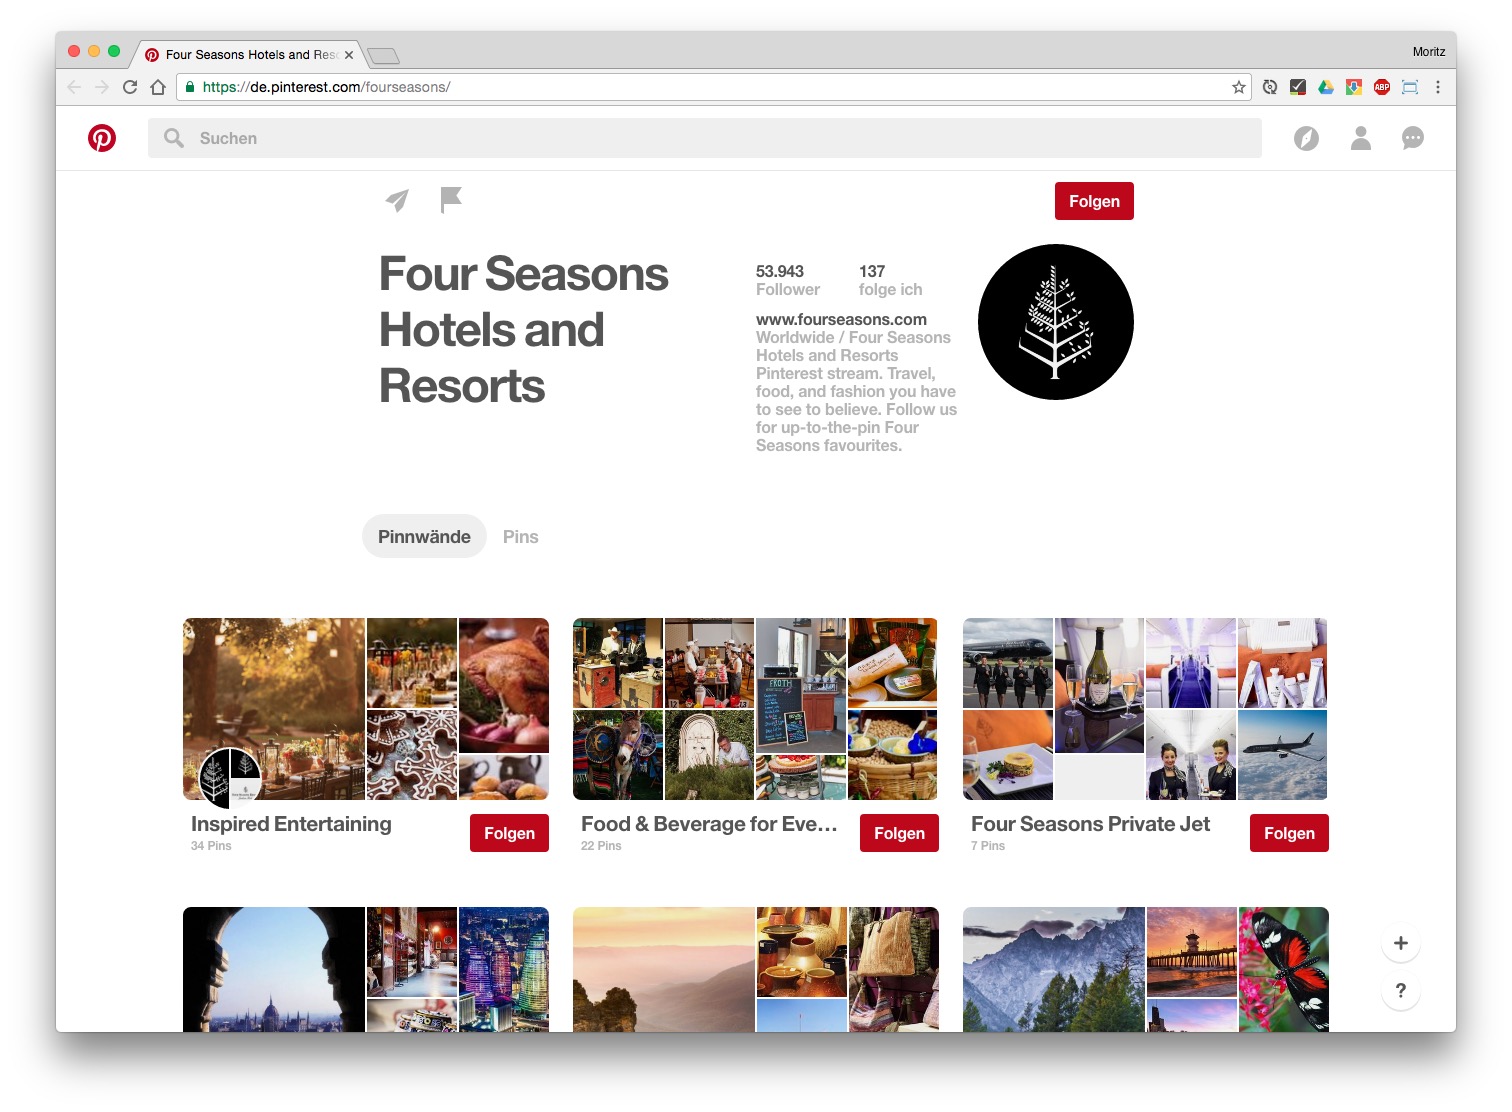 Four Seasons Hotels and Reso
Moritz
https://de.pinterest.com/fourseasons/
ABP
Suchen
Folgen
Four Seasons
Hotels and
Resorts
53.943
Follower
137
folge ich
www.fourseasons.com
Worldwide / Four Seasons
Hotels and Resorts
Pinterest stream. Travel,
food, and fashion you have
to see to believe. Follow us
for up-to-the-pin Four
Seasons favourites.
Pinnwände
Pins
FROTH
Inspired Entertaining
34 Pins
Folgen
Food & Beverage for Eve…
22 Pins
Folgen
Four Seasons Private Jet
7 Pins
Folgen
+
?